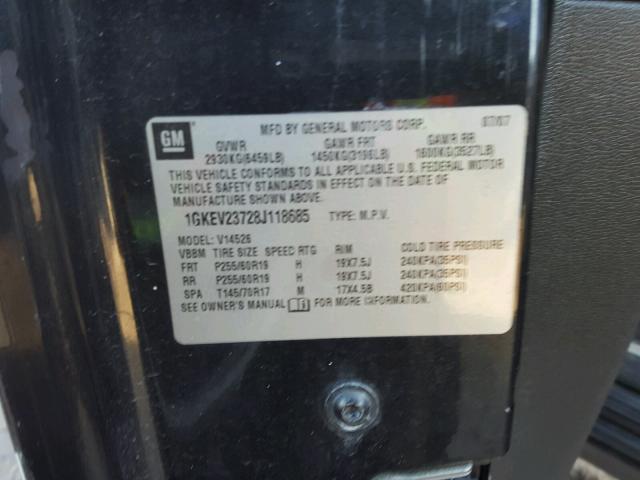 GM
MFD BY GENERAL MOTORS CORP. 07/07
GVWR GAWR FRT GAWR RR
2930KG(6459LB) 1450KG(3196LB) 1600KG(3527LB)
THIS VEHICLE CONFORMS TO ALL APPLICABLE U.S. FEDERAL MOTOR
VEHICLE SAFETY STANDARDS IN EFFECT ON THE DATE OF
MANUFACTURE SHOWN ABOVE.
1GKEV23728J118685 TYPE: M.P.V.
MODEL: V14526
VBBM TIRE SIZE SPEED RTG RIM COLD TIRE PRESSURE
FRT P255/60R19 H 19X7.5J 240KPA(35PSI)
RR P255/60R19 H 19X7.5J 240KPA(35PSI)
SPA T145/70R17 M 17X4.5B 420KPA(60PSI)
SEE OWNER'S MANUAL FOR MORE INFORMATION.